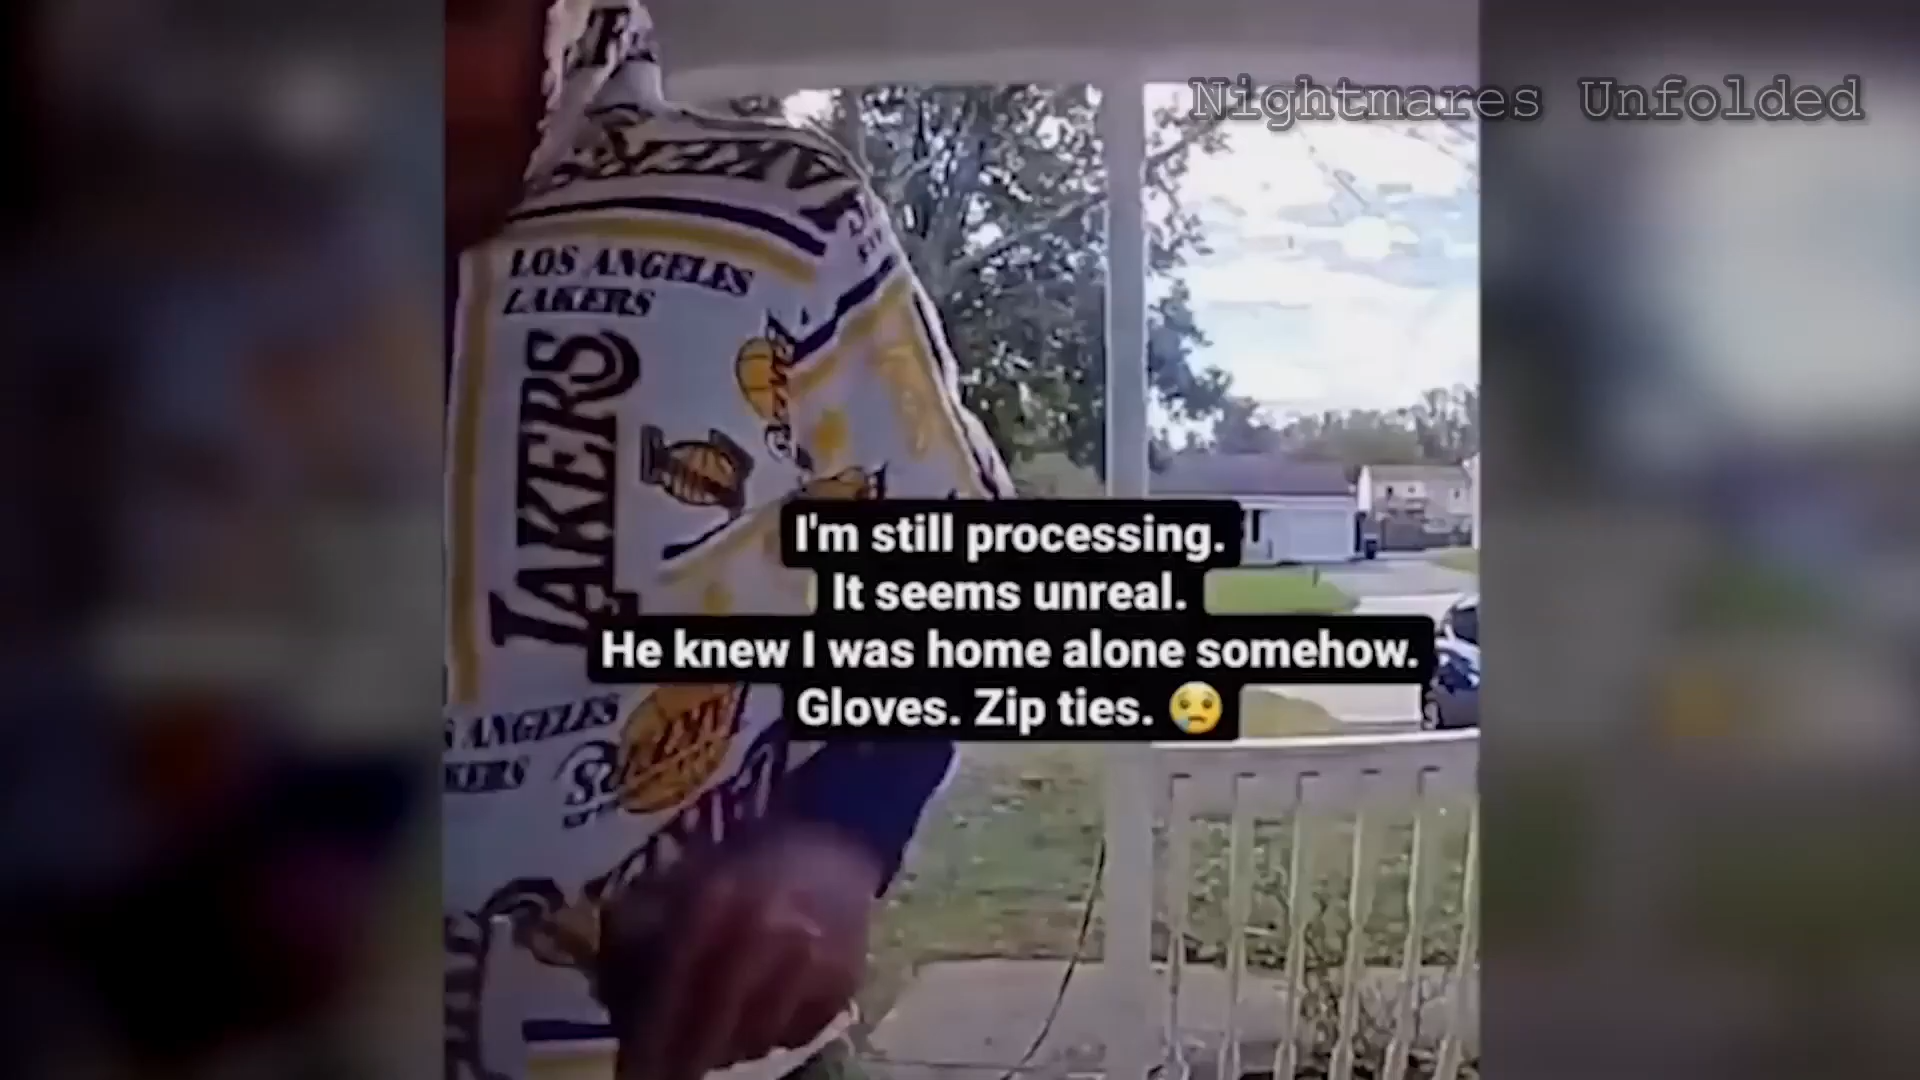 Nightmares Unfolded
LOS ANGELES
LAKERS
LAKERS
I'm still processing.
It seems unreal.
He knew I was home alone somehow.
Gloves. Zip ties. 😢
ANGELES